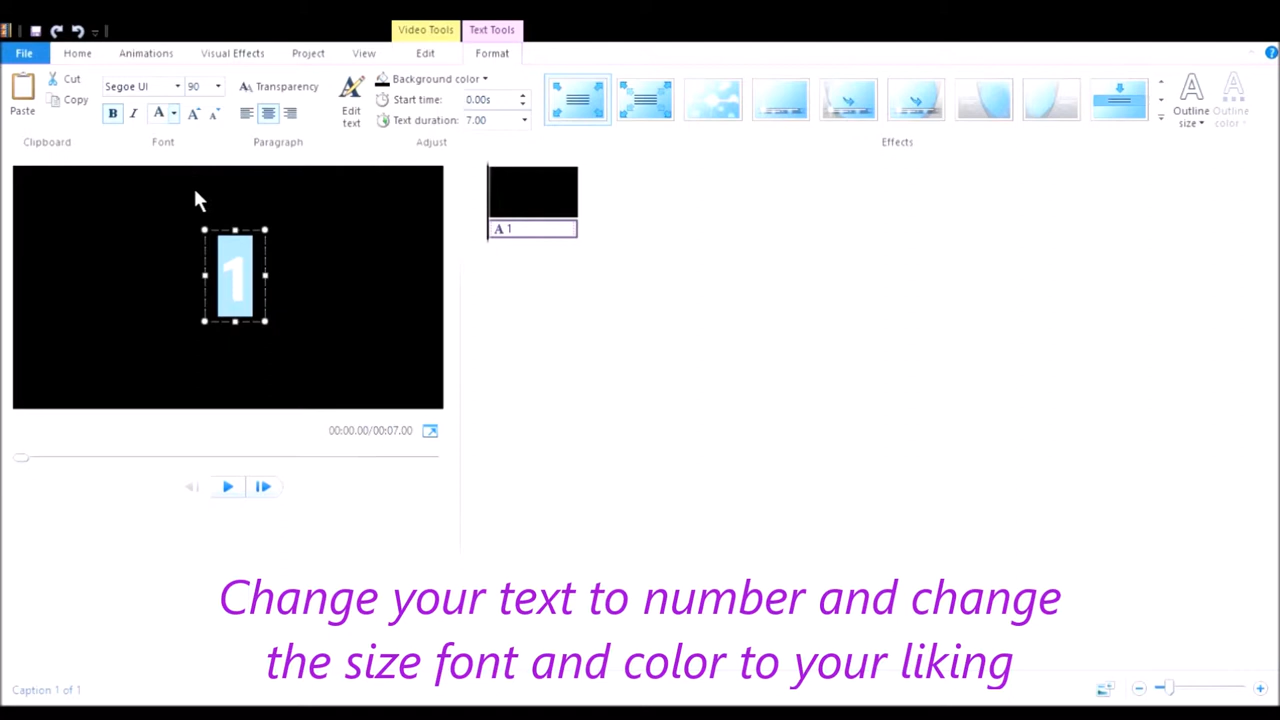 Video Tools Text Tools
File Home Animations Visual Effects Project View Edit Format
Paste Cut Copy
Segoe UI 90 Transparency
B I A A A
Edit text
Background color
Start time: 0.00s
Text duration: 7.00
Outline size Outline color
Clipboard Font Paragraph Adjust Effects
1
A 1
00:00.00/00:07.00
Change your text to number and change
the size font and color to your liking
Caption 1 of 1